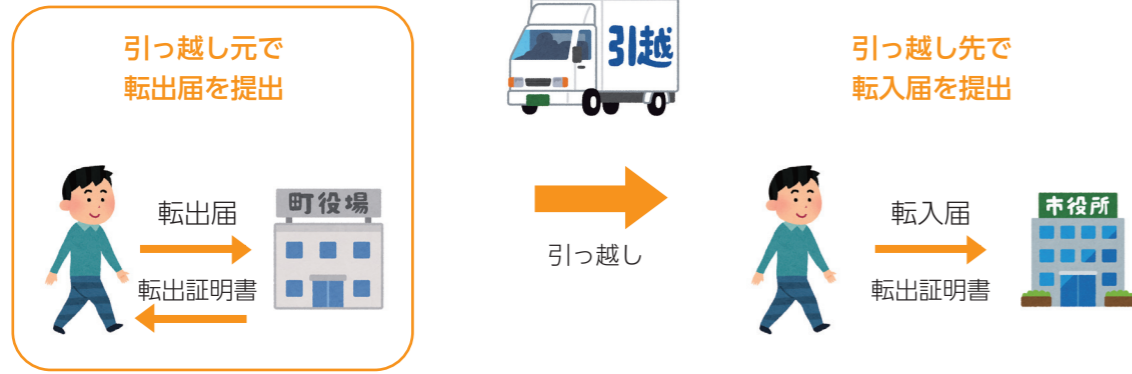 引っ越し元で
転出届を提出
転出届
町役場
転出証明書
引越
引っ越し
引っ越し先で
転入届を提出
転入届
市役所
転出証明書